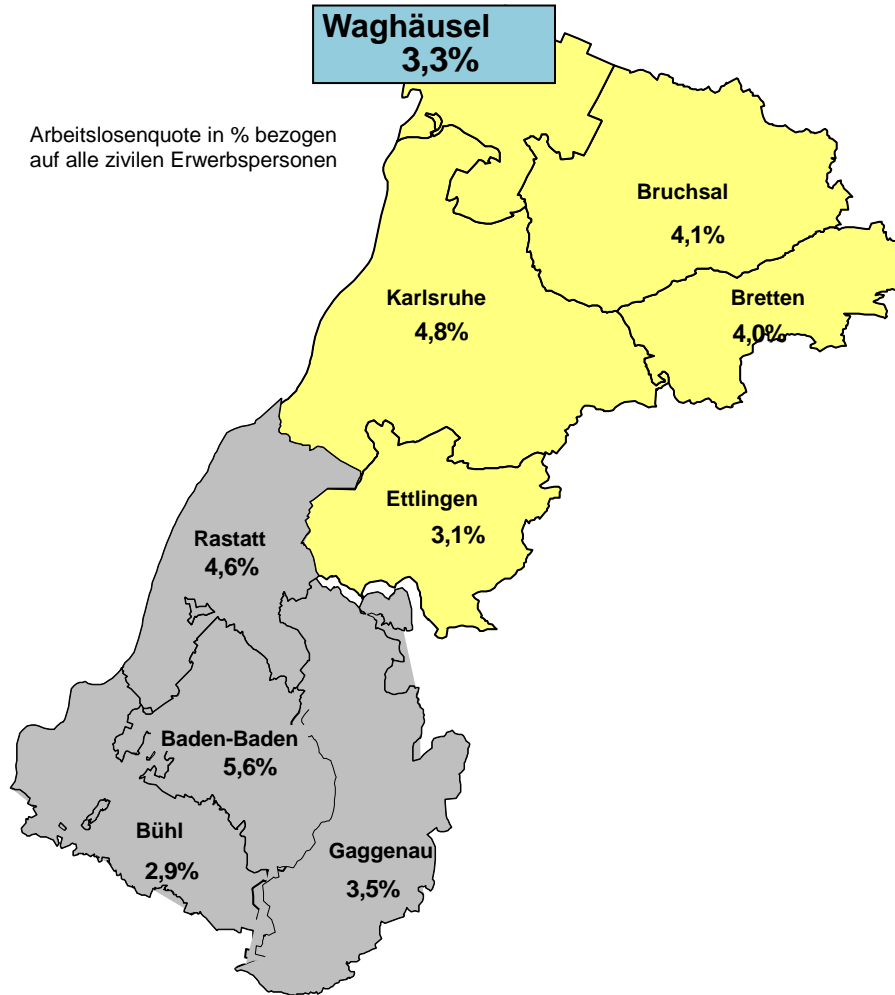 Waghäusel
3,3%
Arbeitslosenquote in % bezogen
auf alle zivilen Erwerbspersonen
Bruchsal
4,1%
Karlsruhe
4,8%
Bretten
4,0%
Ettlingen
3,1%
Rastatt
4,6%
Baden-Baden
5,6%
Bühl
2,9%
Gaggenau
3,5%